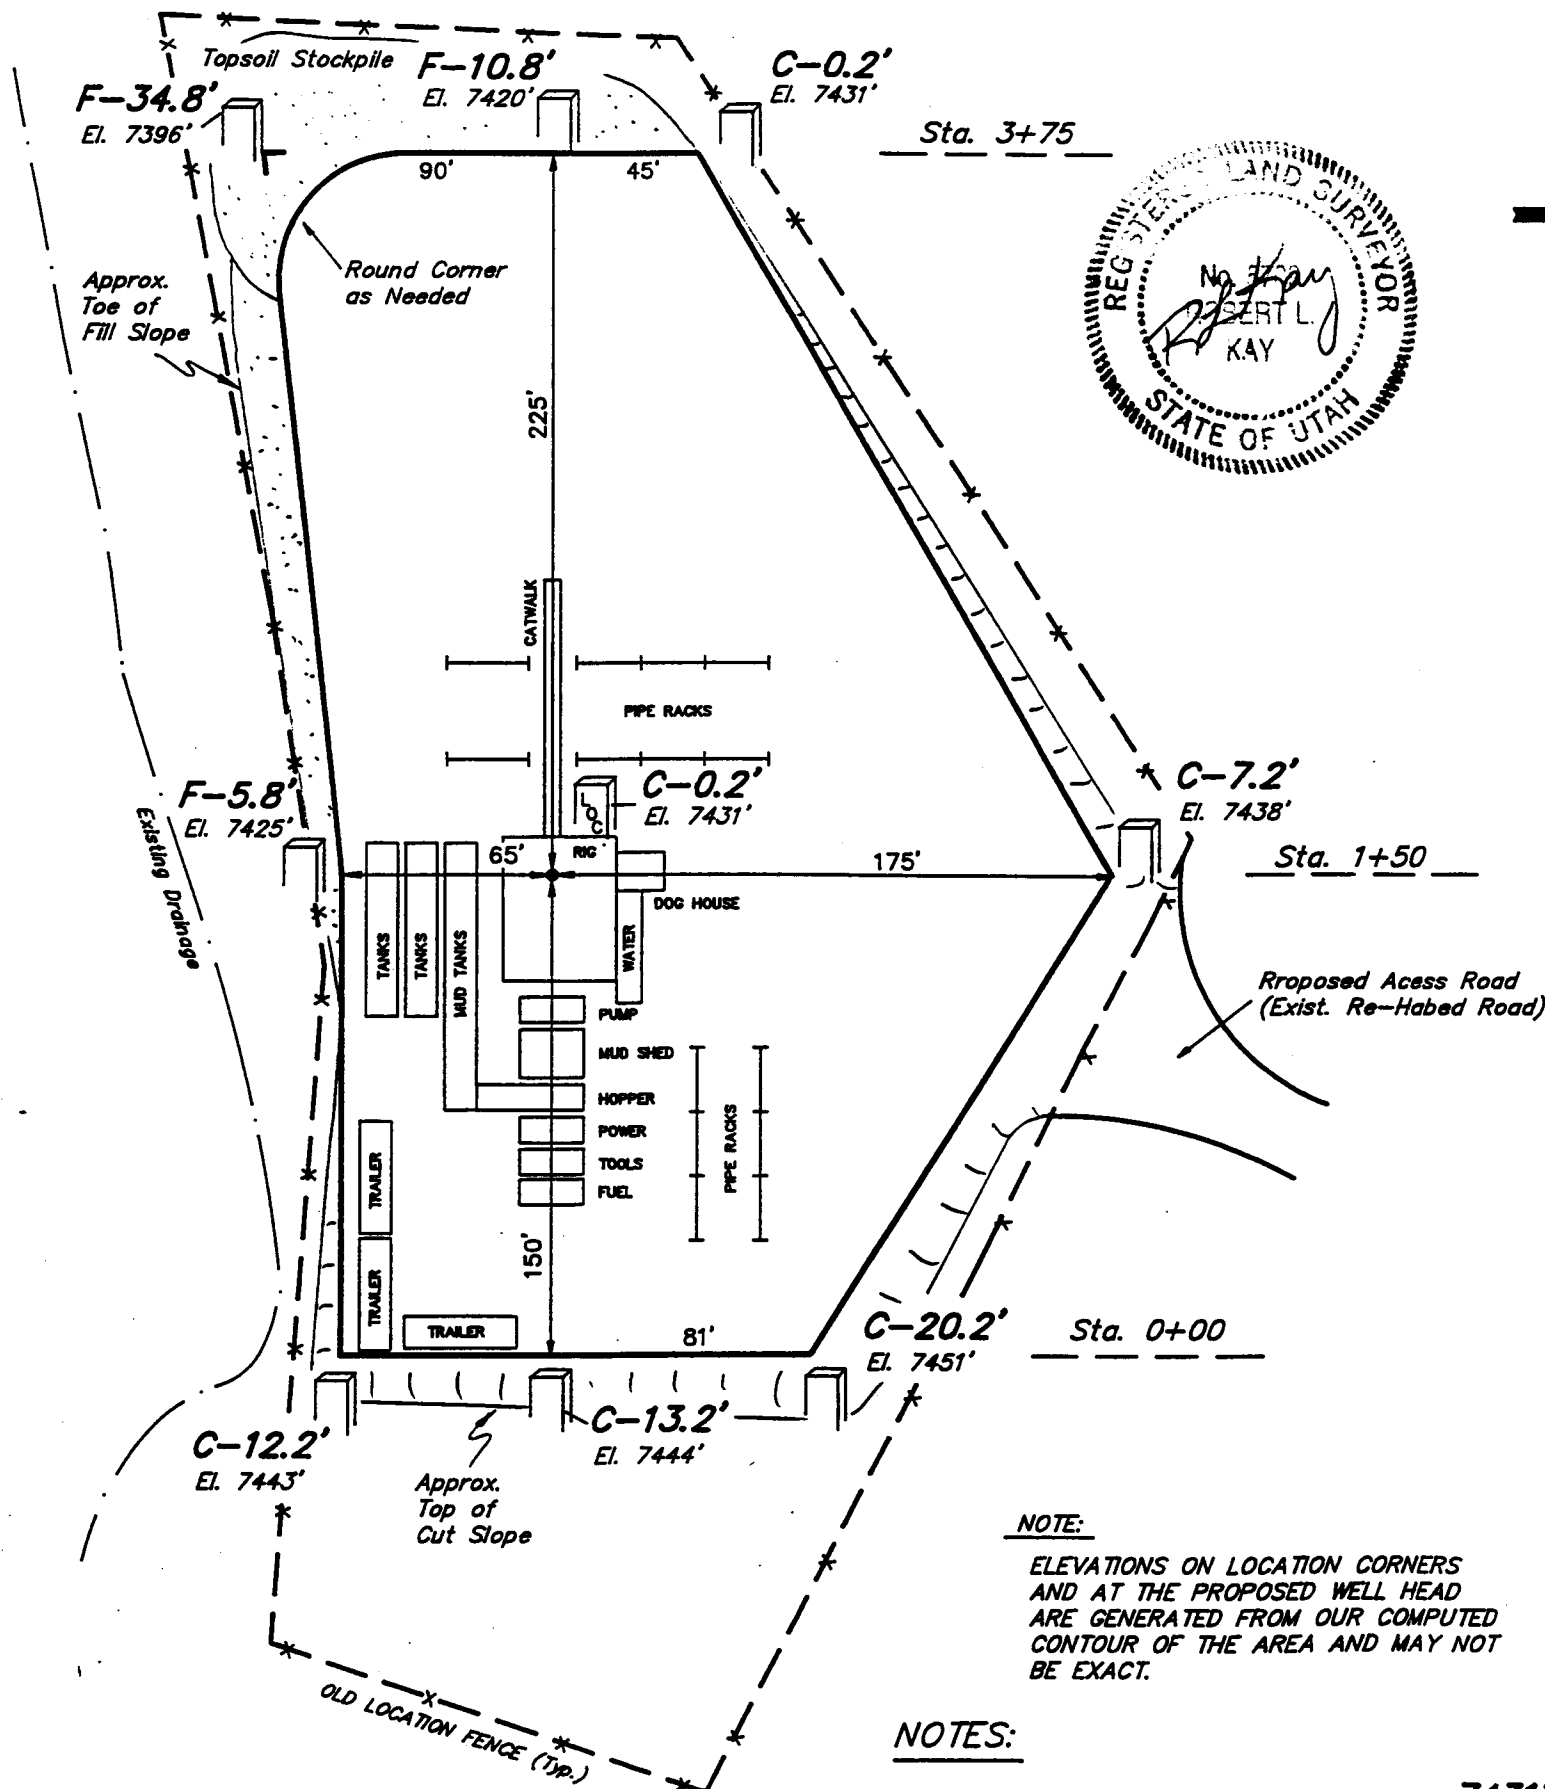 Topsoil Stockpile
F-10.8'
El. 7420'
C-0.2'
El. 7431'
F-34.8'
El. 7396'
Sta. 3+75
90'
45'
REGISTERED LAND SURVEYOR
No.
ROBERT L.
KAY
STATE OF UTAH
Round Corner
as Needed
Approx.
Toe of
Fill Slope
225'
CATWALK
PIPE RACKS
F-5.8'
El. 7425'
C-0.2'
El. 7431'
LOC
C-7.2'
El. 7438'
65'
RIG
175'
Sta. 1+50
Existing Drainage
DOG HOUSE
TANKS
TANKS
MUD TANKS
WATER
Rroposed Acess Road
(Exist. Re-Habed Road)
PUMP
MUD SHED
HOPPER
POWER
TOOLS
FUEL
PIPE RACKS
TRAILER
TRAILER
TRAILER
150'
81'
C-20.2'
El. 7451'
Sta. 0+00
C-12.2'
El. 7443'
C-13.2'
El. 7444'
Approx.
Top of
Cut Slope
NOTE:
ELEVATIONS ON LOCATION CORNERS
AND AT THE PROPOSED WELL HEAD
ARE GENERATED FROM OUR COMPUTED
CONTOUR OF THE AREA AND MAY NOT
BE EXACT.
OLD LOCATION FENCE (Typ.)
NOTES: